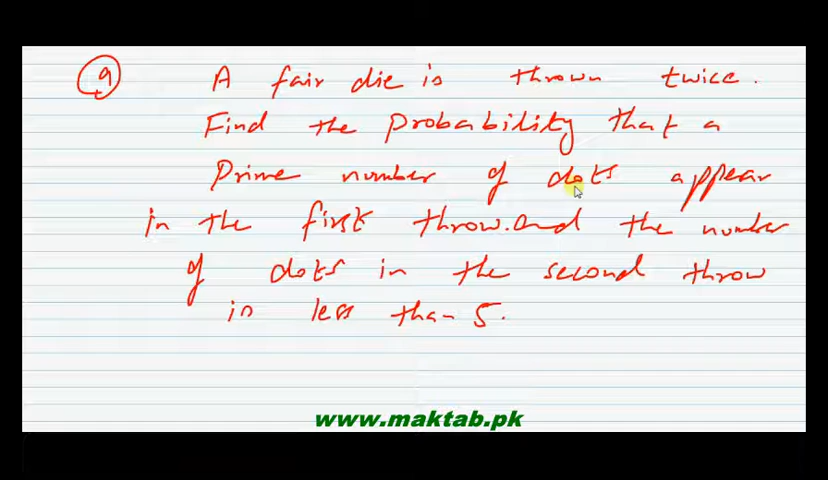 9
A fair die is thrown twice.
Find the probability that a
Prime number of dots appear
in the first throw. and the number
of dots in the second throw
is less than 5.
www.maktab.pk